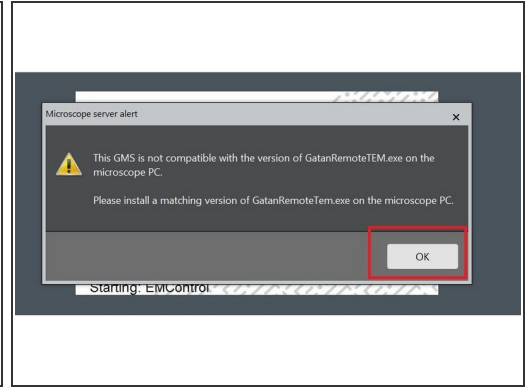 Microscope server alert
This GMS is not compatible with the version of GatanRemoteTEM.exe on the
microscope PC.
Please install a matching version of GatanRemoteTem.exe on the microscope PC.
OK
Starting: EMControl